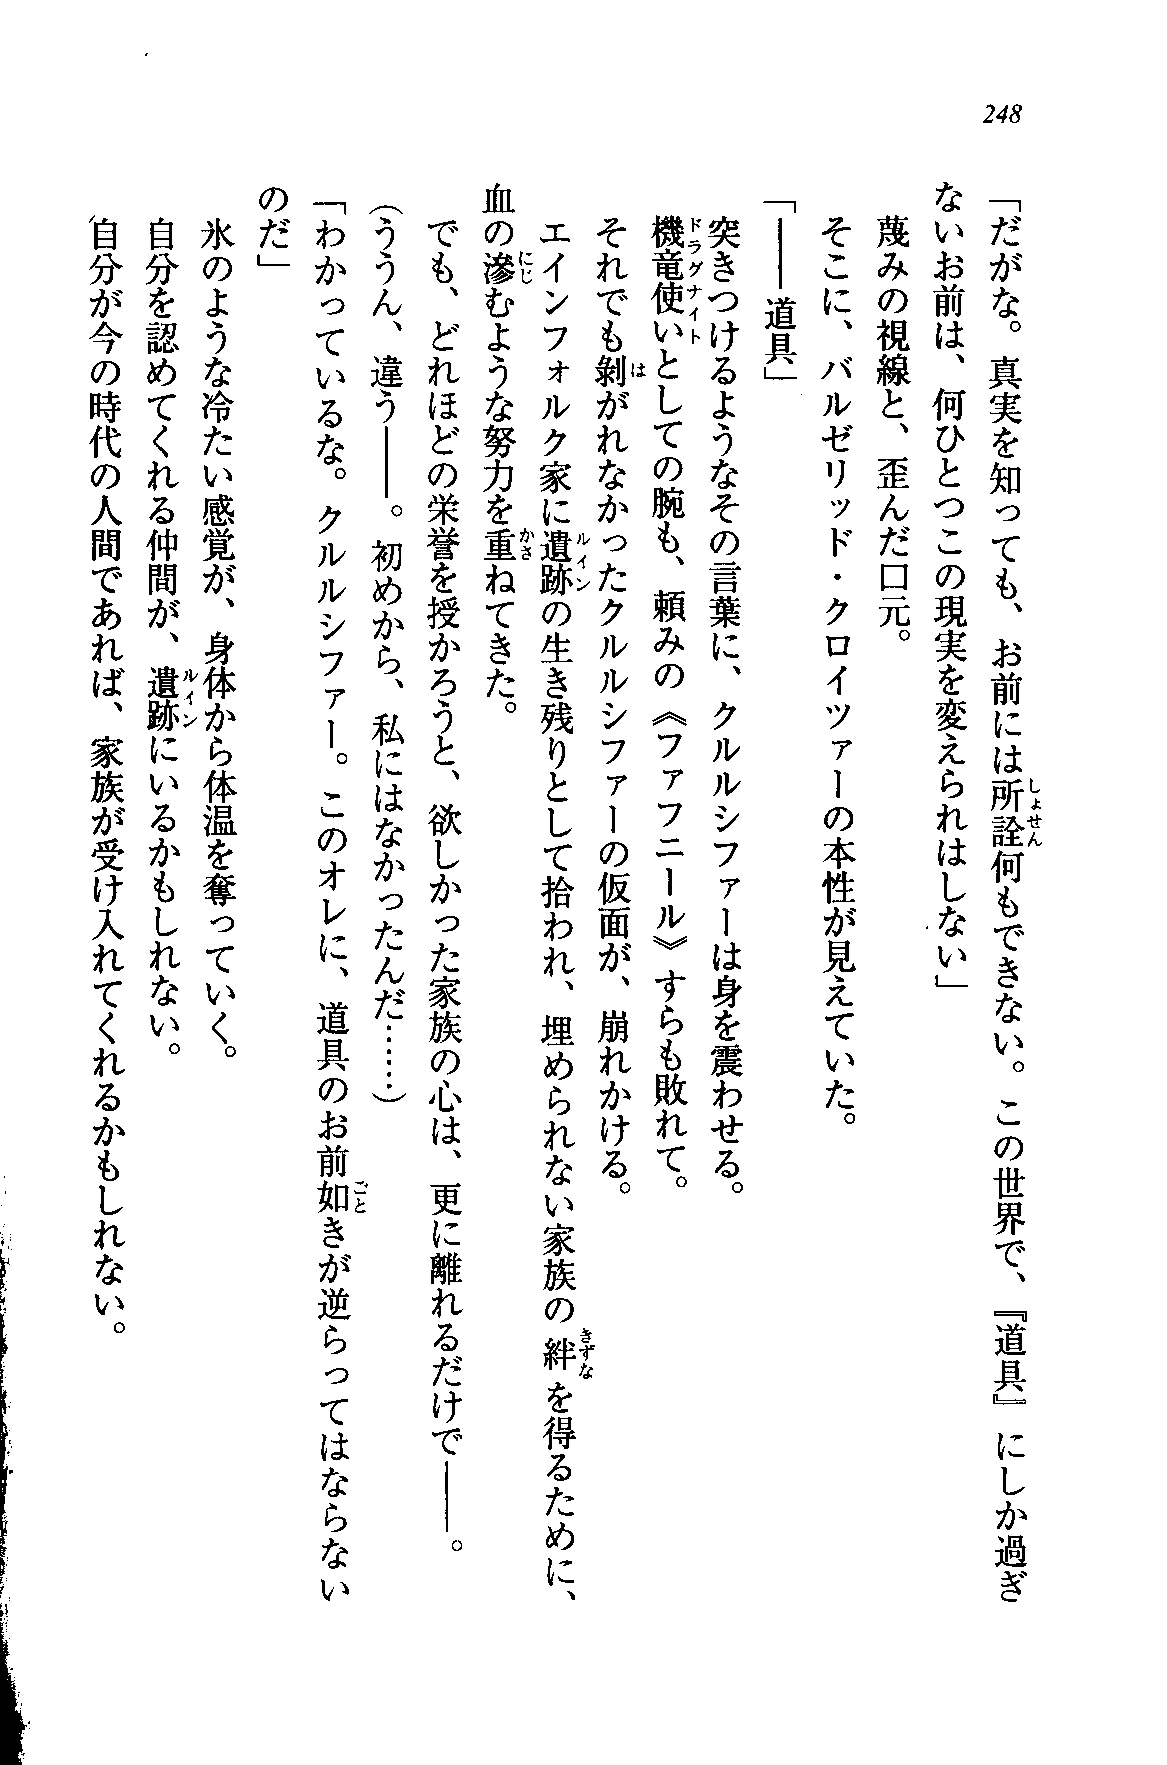 248
「だがな。真実を知っても、お前には所詮何もできない。この世界で、『道具』にしか過ぎ
ないお前は、何ひとつこの現実を変えられはしない」
蔑みの視線と、歪んだ口元。
そこに、バルゼリッド・クロイツァーの本性が見えていた。
「――道具」
突きつけるようなその言葉に、クルルシファーは身を震わせる。
機竜使いとしての腕も、頼みの《ファフニール》すらも敗れて。
それでも剝がれなかったクルルシファーの仮面が、崩れかける。
エインフォルク家に遺跡の生き残りとして拾われ、埋められない家族の絆を得るために、
血の滲むような努力を重ねてきた。
でも、どれほどの栄誉を授かろうと、欲しかった家族の心は、更に離れるだけで――。
(ううん、違う――。初めから、私にはなかったんだ……)
「わかっているな。クルルシファー。このオレに、道具のお前如きが逆らってはならない
のだ」
氷のような冷たい感覚が、身体から体温を奪っていく。
自分を認めてくれる仲間が、遺跡にいるかもしれない。
自分が今の時代の人間であれば、家族が受け入れてくれるかもしれない。